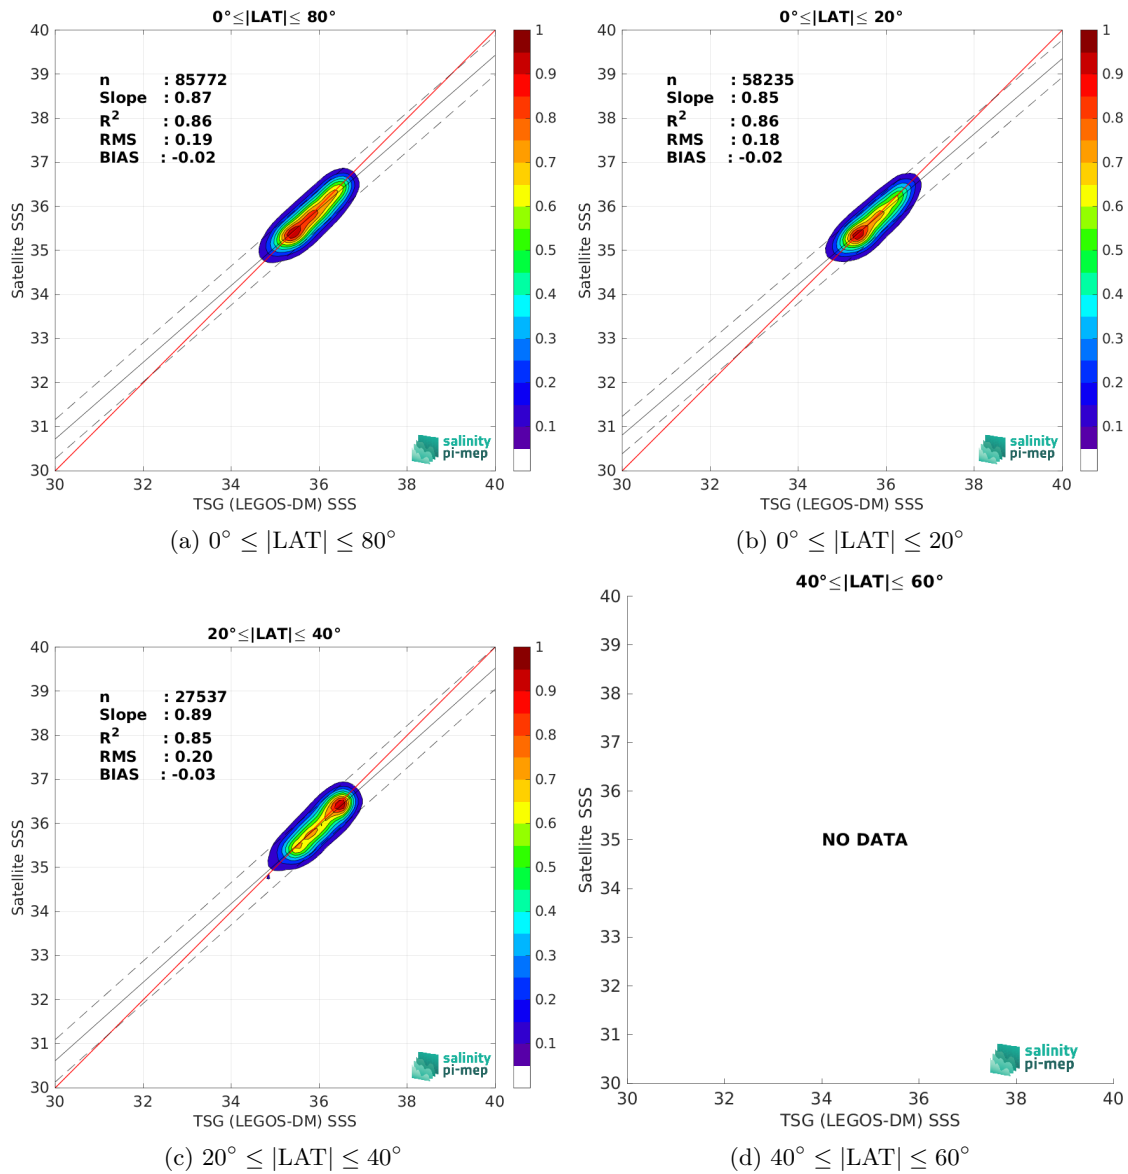 0°≤|LAT|≤ 80°
40
39
38
37
36
35
34
33
32
31
30
Satellite SSS
n : 85772
Slope : 0.87
R² : 0.86
RMS : 0.19
BIAS : -0.02
salinity
pi-mep
30 32 34 36 38 40
TSG (LEGOS-DM) SSS
1
0.9
0.8
0.7
0.6
0.5
0.4
0.3
0.2
0.1
(a) 0° ≤ |LAT| ≤ 80°
0°≤|LAT|≤ 20°
40
39
38
37
36
35
34
33
32
31
30
Satellite SSS
n : 58235
Slope : 0.85
R² : 0.86
RMS : 0.18
BIAS : -0.02
salinity
pi-mep
30 32 34 36 38 40
TSG (LEGOS-DM) SSS
1
0.9
0.8
0.7
0.6
0.5
0.4
0.3
0.2
0.1
(b) 0° ≤ |LAT| ≤ 20°
20°≤|LAT|≤ 40°
40
39
38
37
36
35
34
33
32
31
30
Satellite SSS
n : 27537
Slope : 0.89
R² : 0.85
RMS : 0.20
BIAS : -0.03
salinity
pi-mep
30 32 34 36 38 40
TSG (LEGOS-DM) SSS
1
0.9
0.8
0.7
0.6
0.5
0.4
0.3
0.2
0.1
(c) 20° ≤ |LAT| ≤ 40°
40°≤|LAT|≤ 60°
40
39
38
37
36
35
34
33
32
31
30
Satellite SSS
NO DATA
salinity
pi-mep
30 32 34 36 38 40
TSG (LEGOS-DM) SSS
(d) 40° ≤ |LAT| ≤ 60°